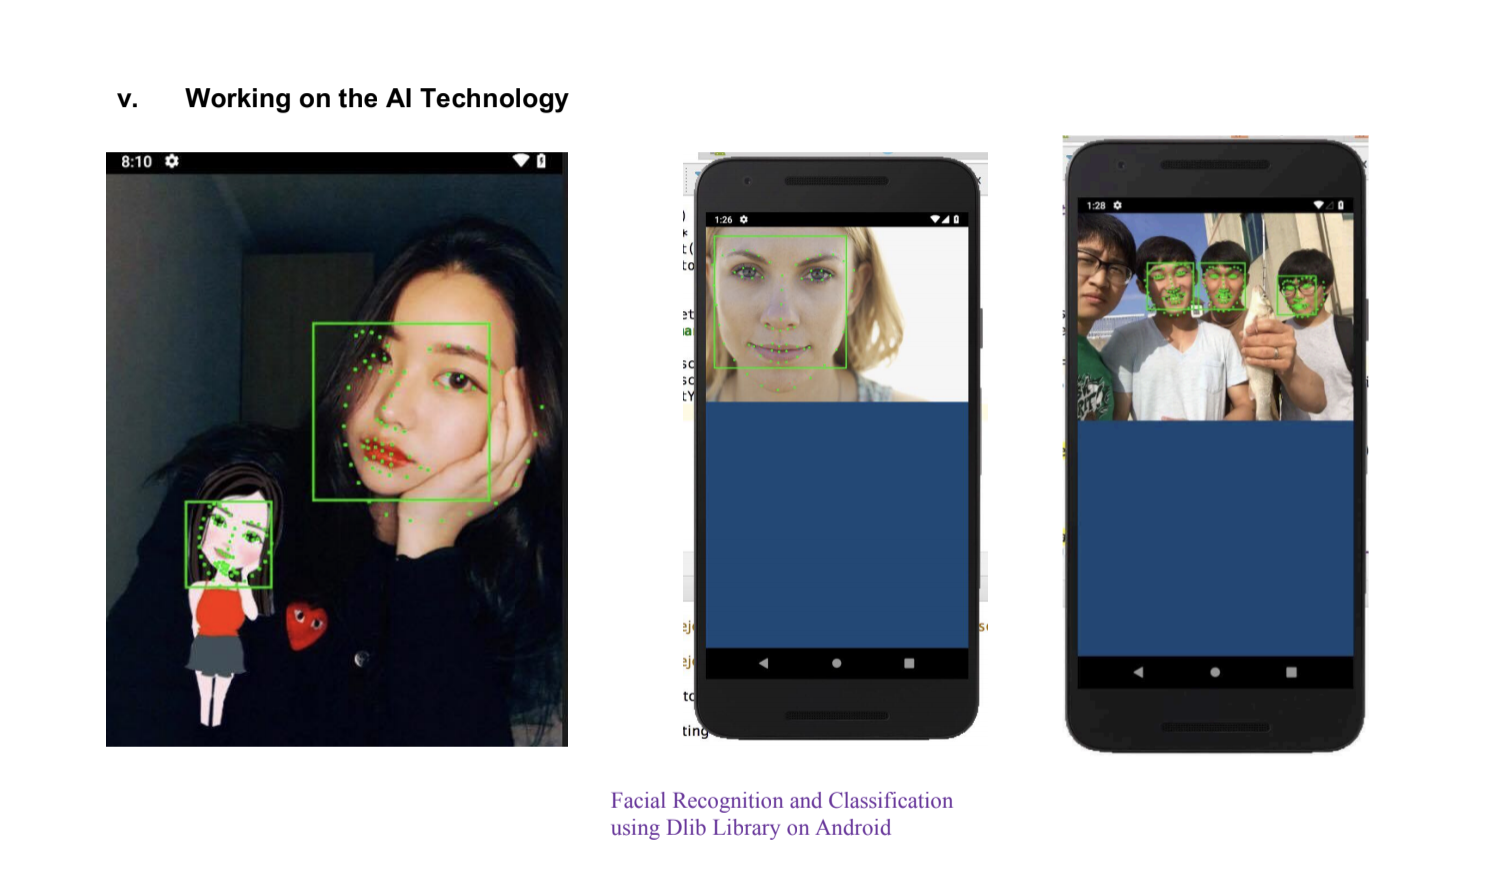 v. Working on the AI Technology
8:10
1:26
1:28
ting
Facial Recognition and Classification
using Dlib Library on Android